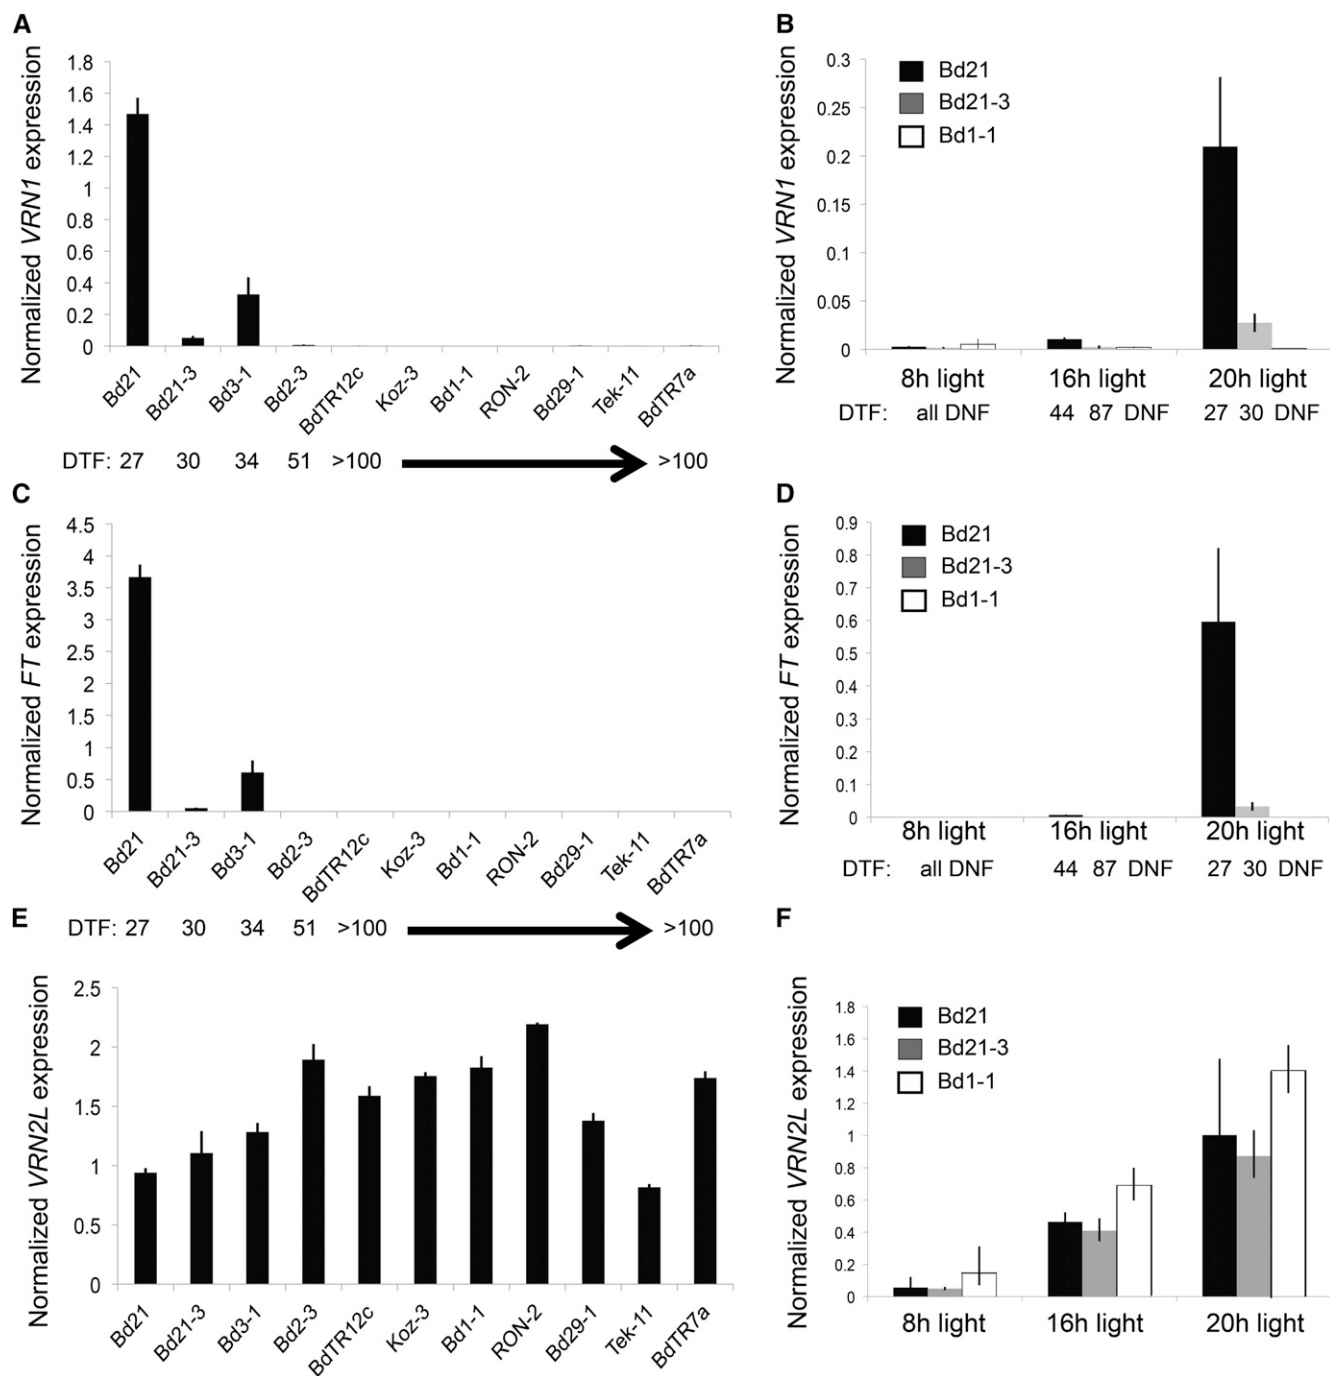 A
Normalized VRN1 expression
1.8
1.6
1.4
1.2
1
0.8
0.6
0.4
0.2
0
Bd21
Bd21-3
Bd3-1
Bd2-3
BdTR12c
Koz-3
Bd1-1
RON-2
Bd29-1
Tek-11
BdTR7a
DTF: 27 30 34 51 >100 >100
B
Normalized VRN1 expression
0.3
0.25
0.2
0.15
0.1
0.05
0
Bd21
Bd21-3
Bd1-1
8h light 16h light 20h light
DTF: all DNF 44 87 DNF 27 30 DNF
C
Normalized FT expression
4.5
4
3.5
3
2.5
2
1.5
1
0.5
0
Bd21
Bd21-3
Bd3-1
Bd2-3
BdTR12c
Koz-3
Bd1-1
RON-2
Bd29-1
Tek-11
BdTR7a
DTF: 27 30 34 51 >100 >100
D
Normalized FT expression
0.9
0.8
0.7
0.6
0.5
0.4
0.3
0.2
0.1
0
Bd21
Bd21-3
Bd1-1
8h light 16h light 20h light
DTF: all DNF 44 87 DNF 27 30 DNF
E
Normalized VRN2L expression
2.5
2
1.5
1
0.5
0
Bd21
Bd21-3
Bd3-1
Bd2-3
BdTR12c
Koz-3
Bd1-1
RON-2
Bd29-1
Tek-11
BdTR7a
F
Normalized VRN2L expression
1.8
1.6
1.4
1.2
1
0.8
0.6
0.4
0.2
0
Bd21
Bd21-3
Bd1-1
8h light 16h light 20h light